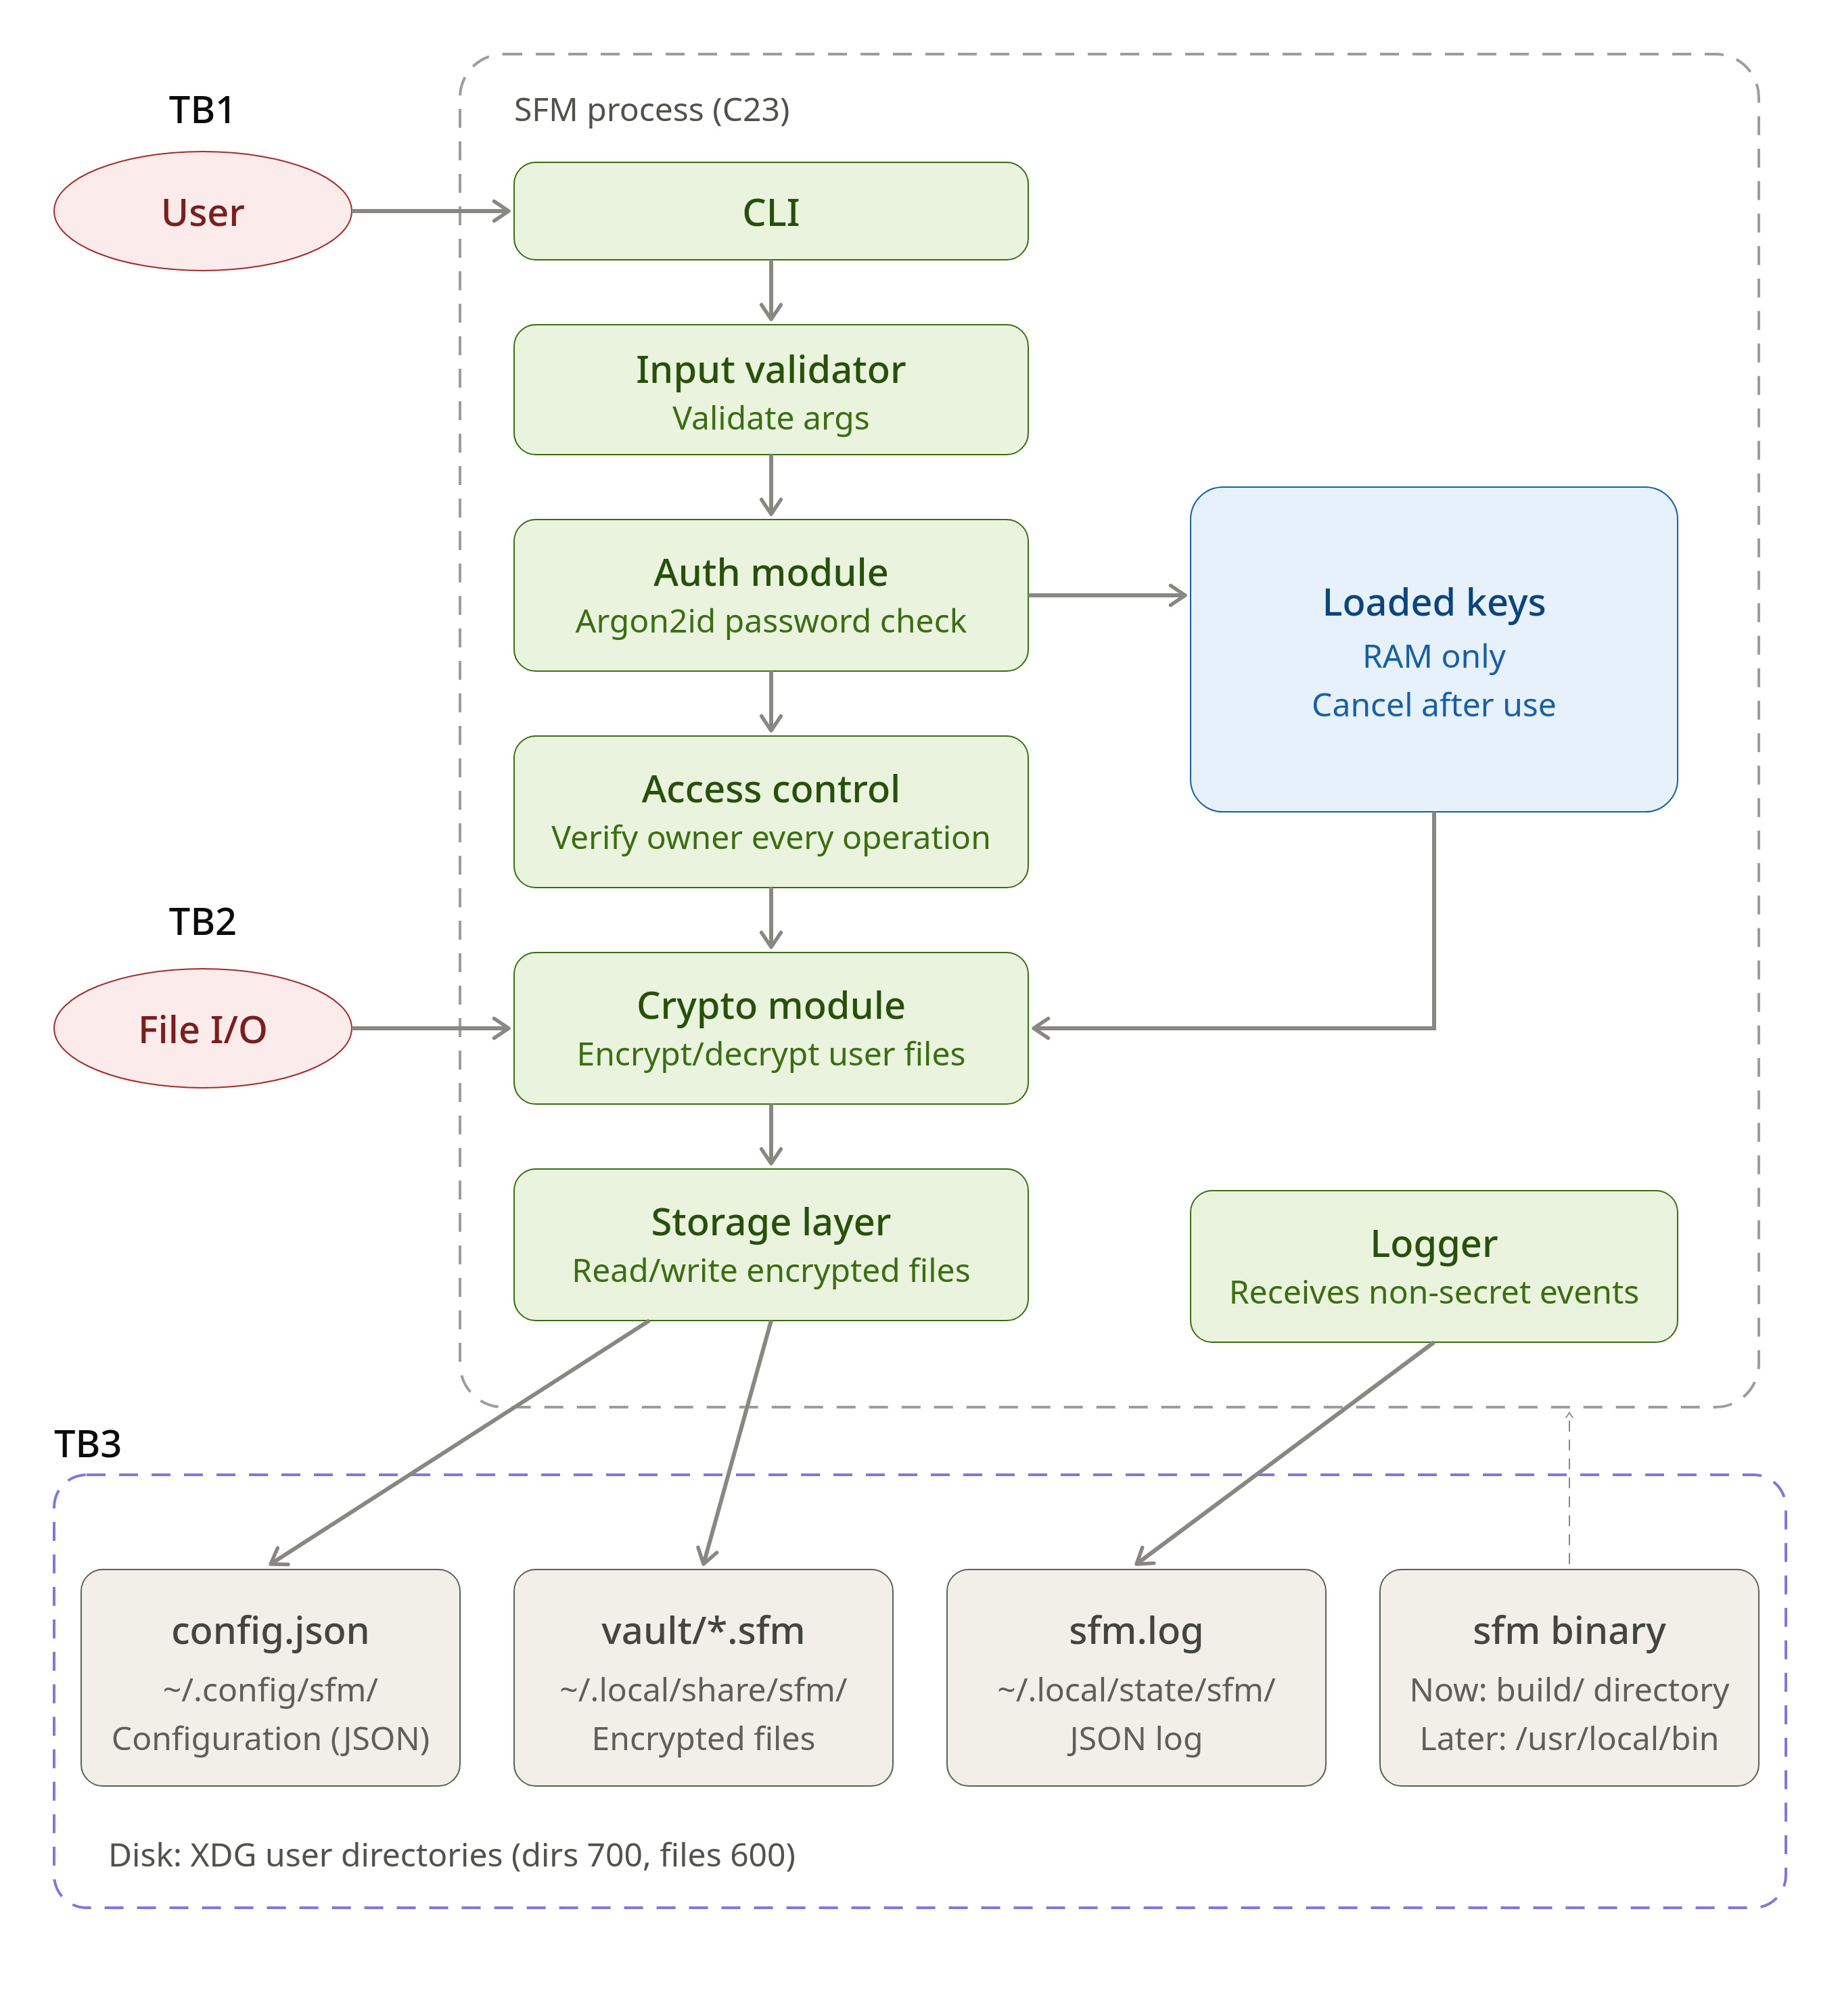 TB1
SFM process (C23)
User
CLI
Input validator
Validate args
Auth module
Argon2id password check
Loaded keys
RAM only
Cancel after use
Access control
Verify owner every operation
TB2
File I/O
Crypto module
Encrypt/decrypt user files
Storage layer
Read/write encrypted files
Logger
Receives non-secret events
TB3
config.json
~/.config/sfm/
Configuration (JSON)
vault/*.sfm
~/.local/share/sfm/
Encrypted files
sfm.log
~/.local/state/sfm/
JSON log
sfm binary
Now: build/ directory
Later: /usr/local/bin
Disk: XDG user directories (dirs 700, files 600)